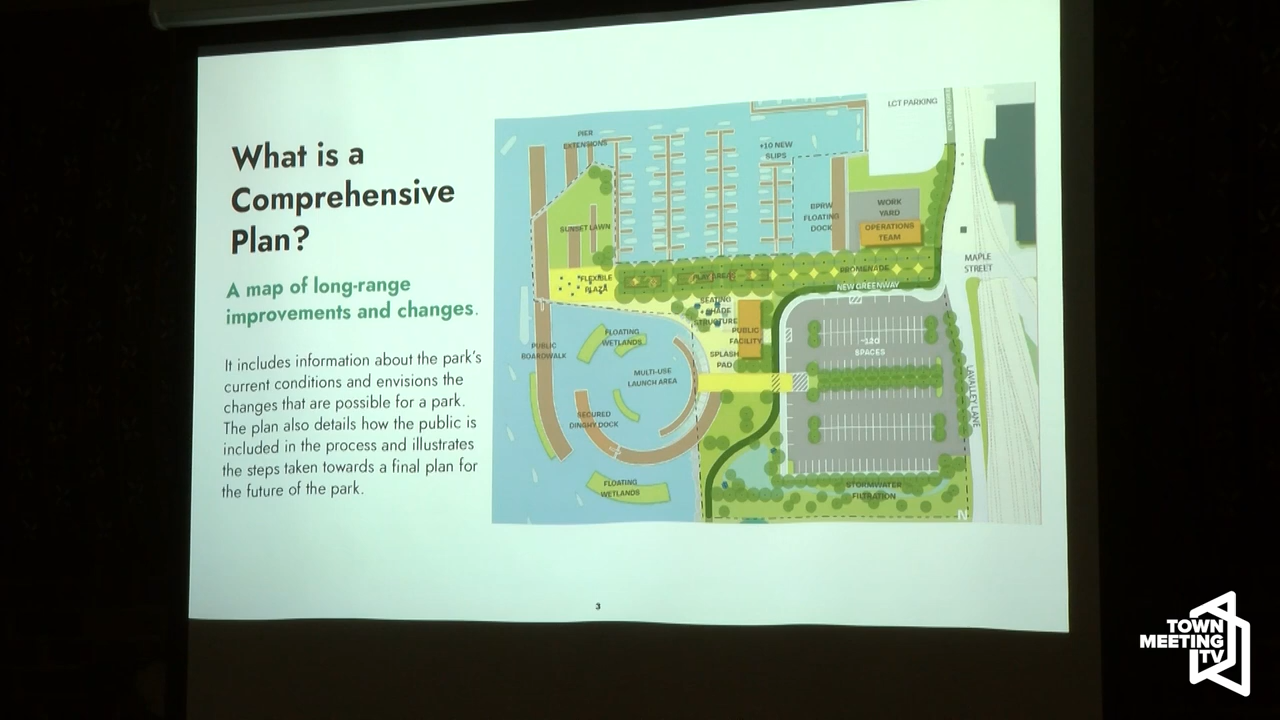 What is a
Comprehensive
Plan?
A map of long-range
improvements and changes.
It includes information about the park's
current conditions and envisions the
changes that are possible for a park.
The plan also details how the public is
included in the process and illustrates
the steps taken towards a final plan for
the future of the park.
LCT PARKING
PIER
EXTENSIONS
+10 NEW
SLIPS
WORK
YARD
BPRW
FLOATING
DOCK
OPERATIONS
TEAM
SUNSET LAWN
MAPLE
STREET
PROMENADE
FLEXIBLE
PLAZA
NEW GREENWAY
SEATING
SHADE
STRUCTURE
PUBLIC
FACILITY
FLOATING
WETLANDS
~120
SPACES
PUBLIC
BOARDWALK
SPLASH
PAD
MULTI-USE
LAUNCH AREA
LAVALLEY LANE
SECURED
DINGHY DOCK
FLOATING
WETLANDS
STORMWATER
FILTRATION
N
3
TOWN
MEETING
TV